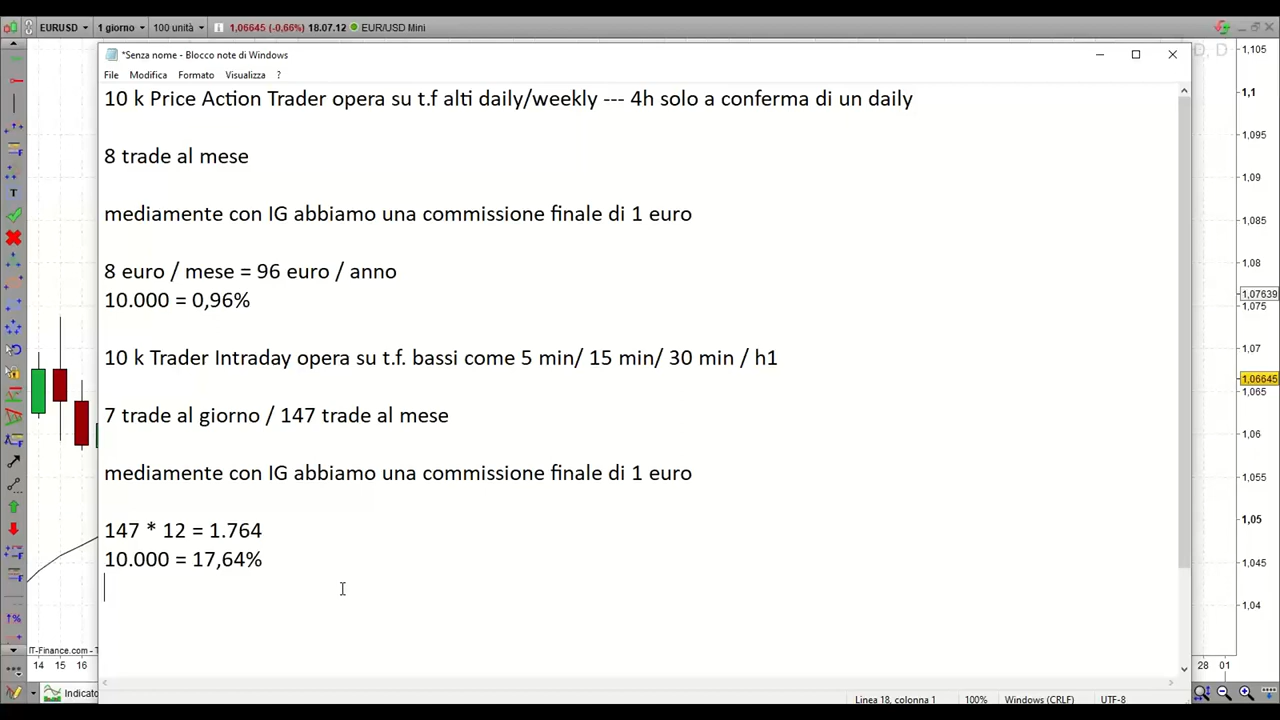 EURUSD 1 giorno 100 unità 1,06645 (-0,66%) 18.07.12 EUR/USD Mini
*Senza nome - Blocco note di Windows
File Modifica Formato Visualizza ?
10 k Price Action Trader opera su t.f alti daily/weekly --- 4h solo a conferma di un daily
8 trade al mese
mediamente con IG abbiamo una commissione finale di 1 euro
8 euro / mese = 96 euro / anno
10.000 = 0,96%
10 k Trader Intraday opera su t.f. bassi come 5 min/ 15 min/ 30 min / h1
7 trade al giorno / 147 trade al mese
mediamente con IG abbiamo una commissione finale di 1 euro
147 * 12 = 1.764
10.000 = 17,64%
Linea 18, colonna 1 100% Windows (CRLF) UTF-8
1,105
1,1
1,095
1,09
1,085
1,08
1,07639
1,075
1,07
1,06645
1,065
1,06
1,055
1,05
1,045
1,04
IT-Finance.com
14 15 16 28 01
Indicato